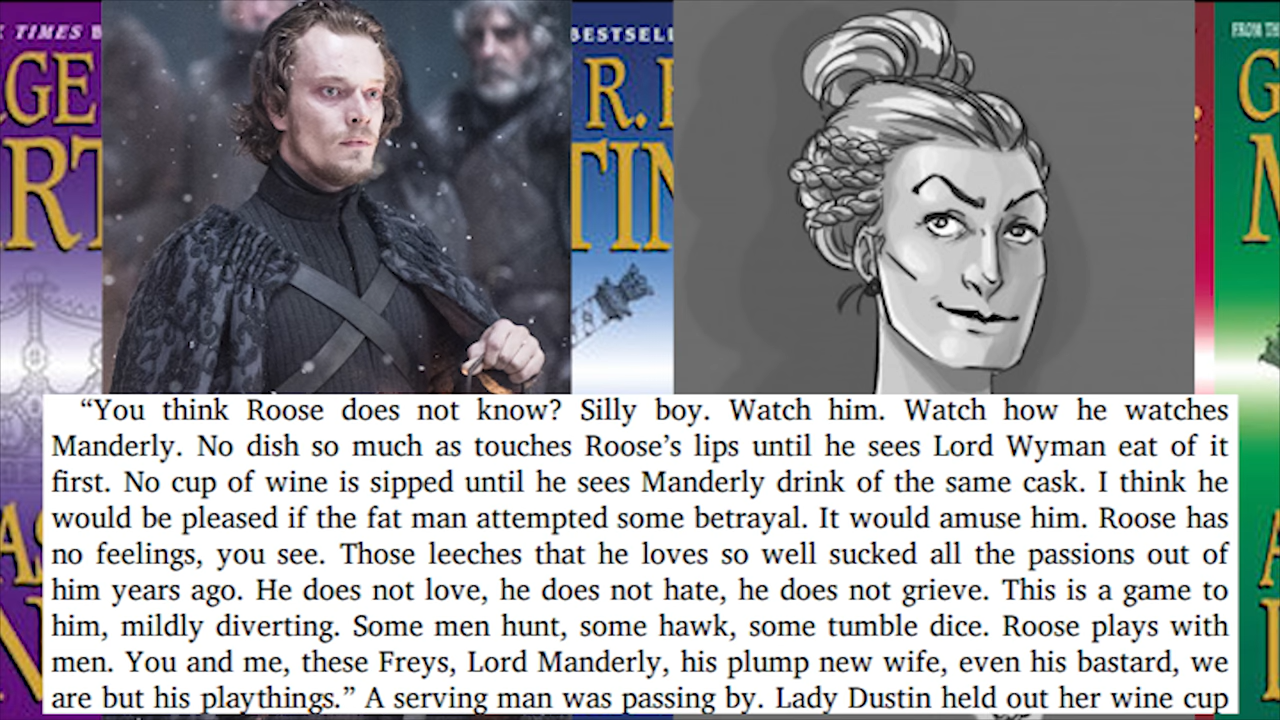 TIMES
BESTSELL
FROM TH
GE
R.R
G
RT
TIN
M
“You think Roose does not know? Silly boy. Watch him. Watch how he watches
Manderly. No dish so much as touches Roose’s lips until he sees Lord Wyman eat of it
first. No cup of wine is sipped until he sees Manderly drink of the same cask. I think he
would be pleased if the fat man attempted some betrayal. It would amuse him. Roose has
no feelings, you see. Those leeches that he loves so well sucked all the passions out of
him years ago. He does not love, he does not hate, he does not grieve. This is a game to
him, mildly diverting. Some men hunt, some hawk, some tumble dice. Roose plays with
men. You and me, these Freys, Lord Manderly, his plump new wife, even his bastard, we
are but his playthings.” A serving man was passing by. Lady Dustin held out her wine cup